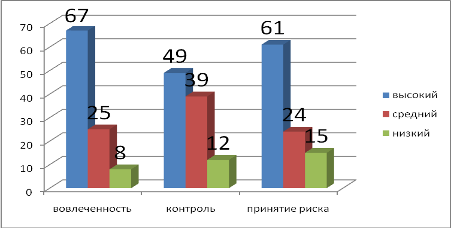 67
61
49
39
25
24
15
12
8
70
60
50
40
30
20
10
0
высокий
средний
низкий
вовлеченность
контроль
принятие риска